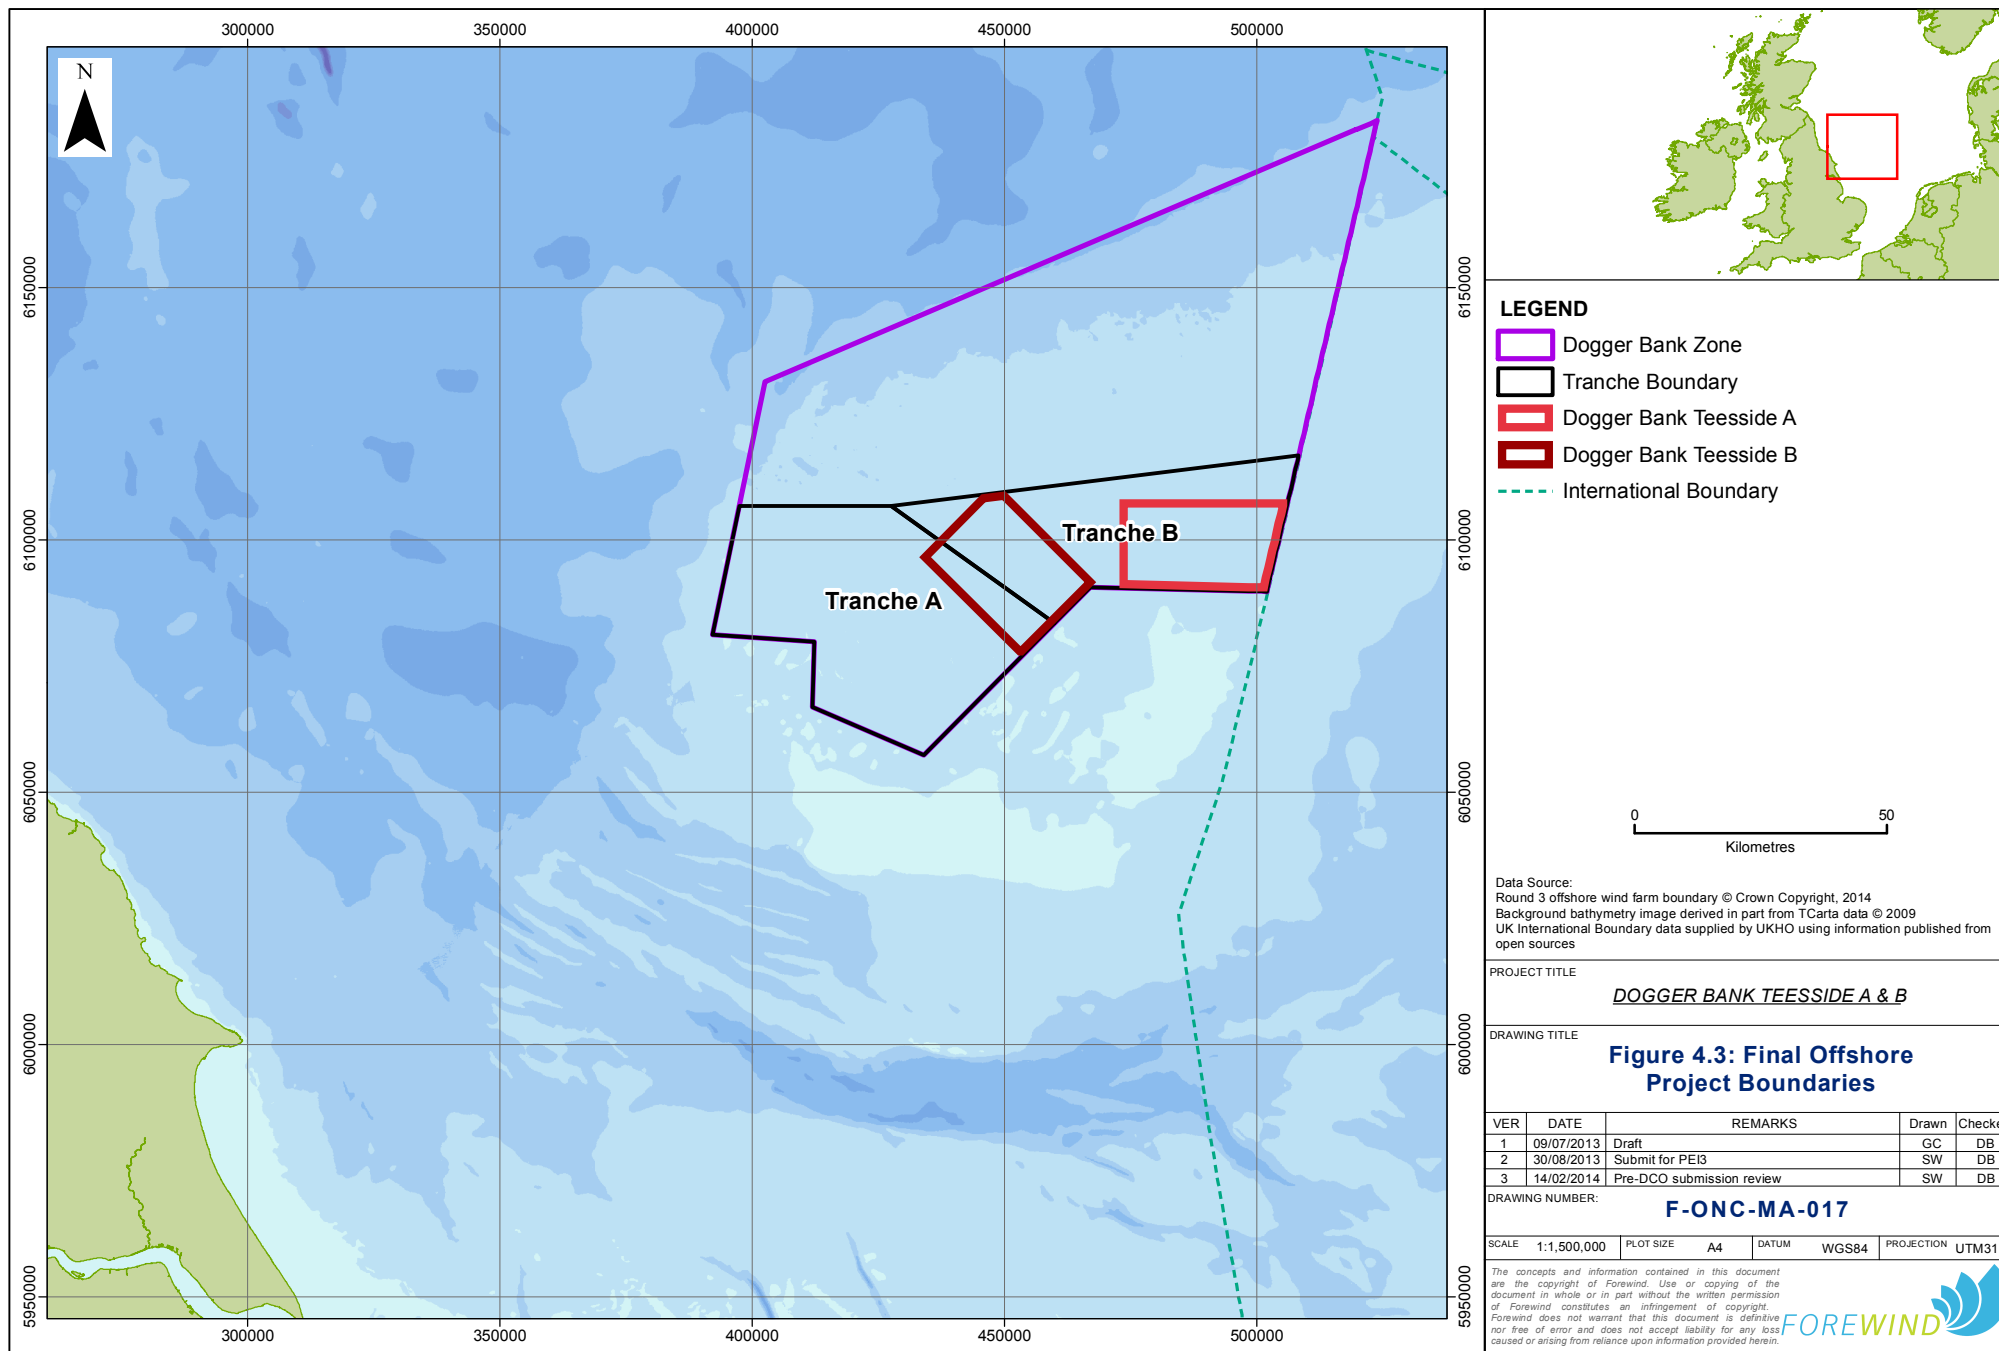 300000
350000
400000
450000
500000
N
6150000
6150000
6100000
6100000
6050000
6050000
6000000
6000000
5950000
5950000
Tranche B
Tranche A
300000
350000
400000
450000
500000
LEGEND
Dogger Bank Zone
Tranche Boundary
Dogger Bank Teesside A
Dogger Bank Teesside B
International Boundary
0 50
Kilometres
Data Source:
Round 3 offshore wind farm boundary © Crown Copyright, 2014
Background bathymetry image derived in part from TCarta data © 2009
UK International Boundary data supplied by UKHO using information published from
open sources
PROJECT TITLE
DOGGER BANK TEESSIDE A & B
DRAWING TITLE
Figure 4.3: Final Offshore
Project Boundaries
VER DATE REMARKS Drawn Checke
1 09/07/2013 Draft GC DB
2 30/08/2013 Submit for PEI3 SW DB
3 14/02/2014 Pre-DCO submission review SW DB
DRAWING NUMBER:
F-ONC-MA-017
SCALE 1:1,500,000 PLOT SIZE A4 DATUM WGS84 PROJECTION UTM31
The concepts and information contained in this document
are the copyright of Forewind. Use or copying of the
document in whole or in part without the written permission
of Forewind constitutes an infringement of copyright.
Forewind does not warrant that this document is definitive
nor free of error and does not accept liability for any loss
caused or arising from reliance upon information provided herein.
FOREWIND